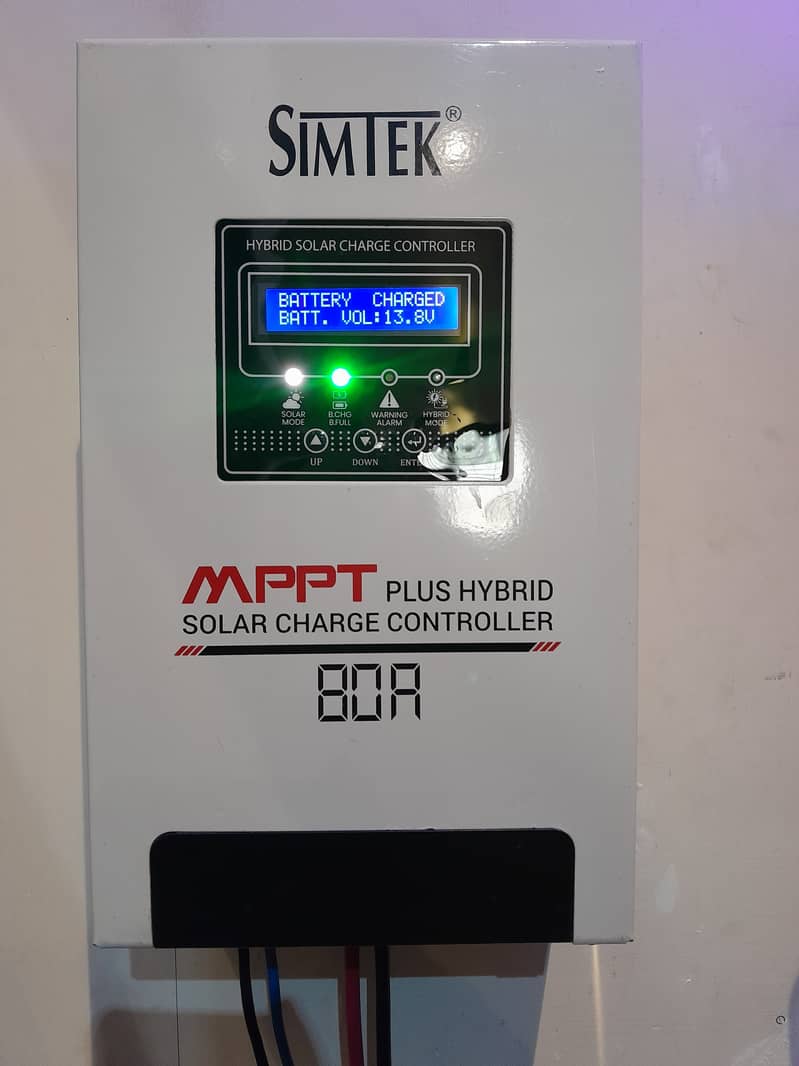 SIMTEK®
HYBRID SOLAR CHARGE CONTROLLER
BATTERY CHARGED
BATT. VOL:13.8V
SOLAR MODE
B.CHG B.FULL
WARNING ALARM
HYBRID MODE
UP
DOWN
MPPT PLUS HYBRID
SOLAR CHARGE CONTROLLER
80A